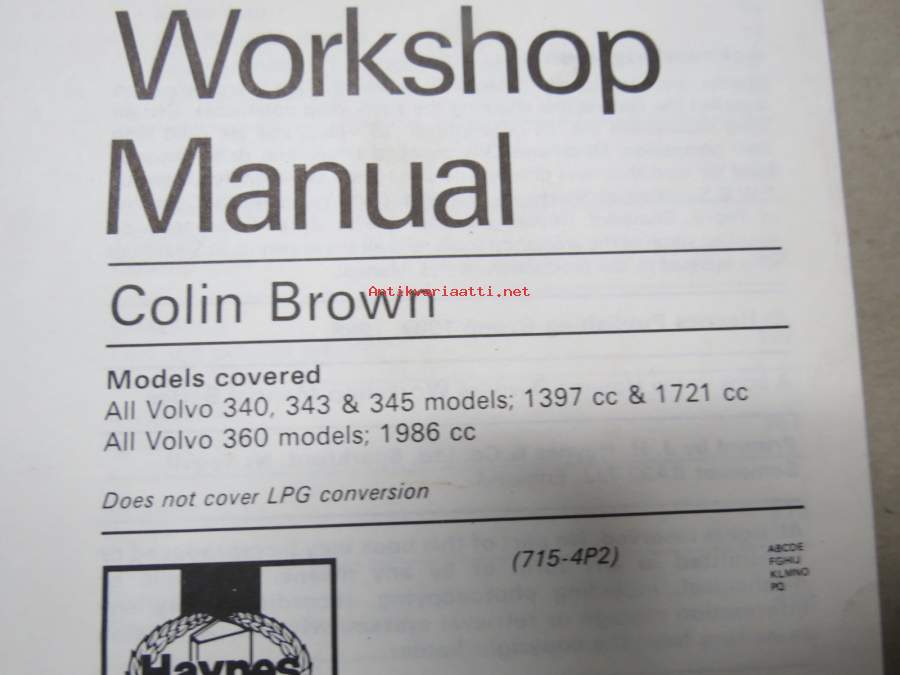 Workshop
Manual
Colin Brown
Antikvariaatti.net
Models covered
All Volvo 340, 343 & 345 models; 1397 cc & 1721 cc
All Volvo 360 models; 1986 cc
Does not cover LPG conversion
(715-4P2)
ABCDE
FGHIJ
KLMNO
PQ
Haynes